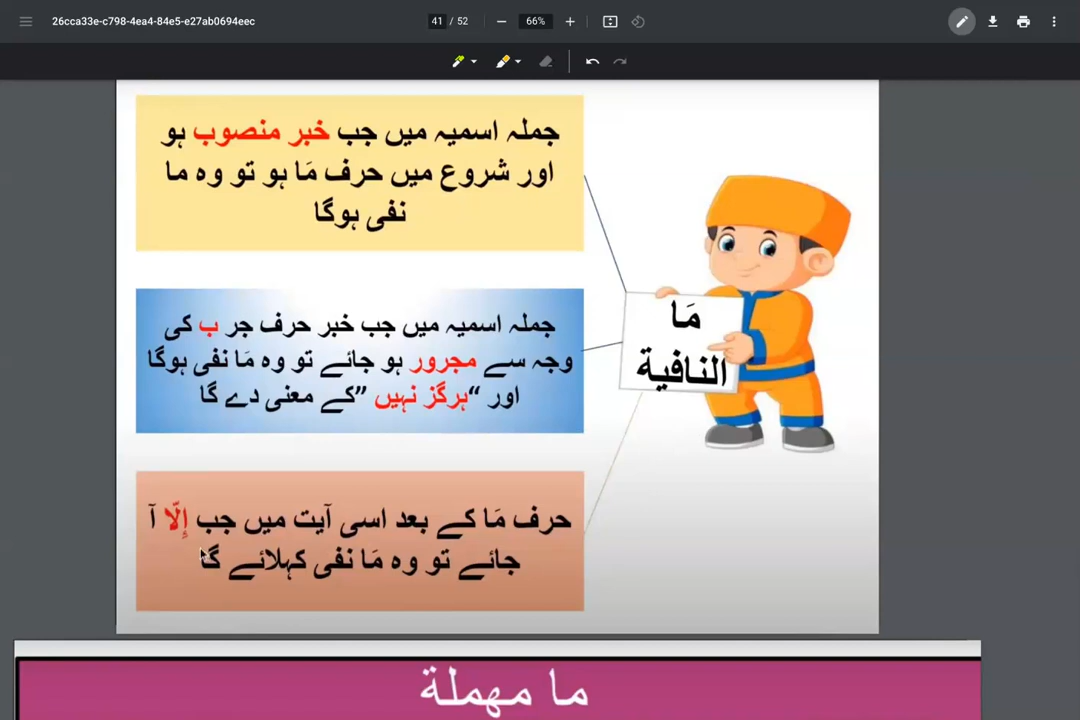 26cca33e-c798-4ea4-84e5-e27ab0694eec
41 / 52
66%
جملہ اسمیہ میں جب خبر منصوب ہو
اور شروع میں حرف مَا ہو تو وہ ما
نفی ہوگا
جملہ اسمیہ میں جب خبر حرف جر ب کی
وجہ سے مجرور ہو جائے تو وہ مَا نفی ہوگا
اور “ہرگز نہیں ”کے معنی دے گا
حرف مَا کے بعد اسی آیت میں جب إِلّا آ
جائے تو وہ مَا نفی کہلائے گا
مَا
النافية
ما مهملة